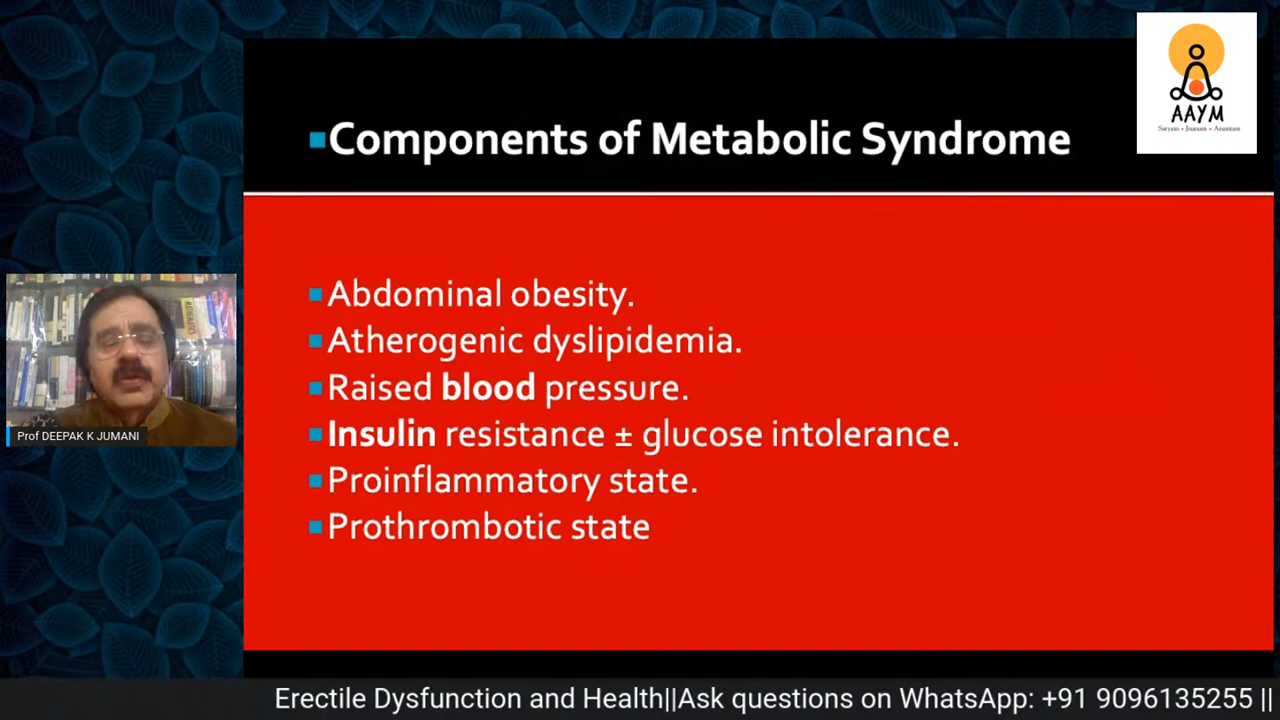 Components of Metabolic Syndrome
AAYM
Satyam • Jnanam • Anantam
Abdominal obesity.
Atherogenic dyslipidemia.
Raised blood pressure.
Insulin resistance ± glucose intolerance.
Proinflammatory state.
Prothrombotic state
Prof DEEPAK K JUMANI
Erectile Dysfunction and Health||Ask questions on WhatsApp: +91 9096135255 ||